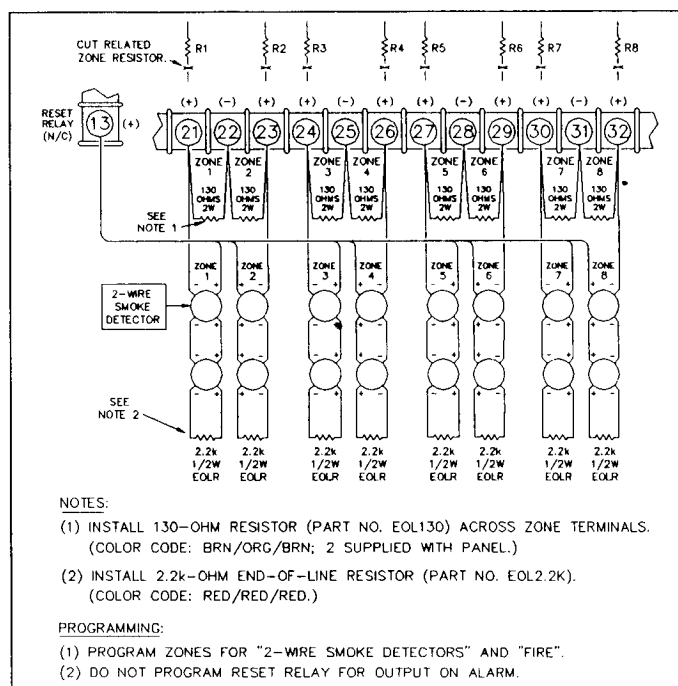 CUT RELATED
ZONE RESISTOR.
R1 R2 R3 R4 R5 R6 R7 R8
RESET
RELAY
(N/C)
13 (+)
(+) (-) (+) (+) (-) (+) (+) (-) (+) (+) (-) (+)
21 22 23 24 25 26 27 28 29 30 31 32
ZONE ZONE ZONE ZONE ZONE ZONE ZONE ZONE
1 2 3 4 5 6 7 8
130 130 130 130 130 130 130 130
OHMS OHMS OHMS OHMS OHMS OHMS OHMS OHMS
2W 2W 2W 2W 2W 2W 2W 2W
SEE
NOTE 1
ZONE ZONE ZONE ZONE ZONE ZONE ZONE ZONE
1 2 3 4 5 6 7 8
- + + - - + + - - + + - - + + -
2-WIRE
SMOKE
DETECTOR
- + + - - + + - - + + - - + + -
- + + - - + + - - + + - - + + -
- + + - - + + - - + + - - + + -
SEE
NOTE 2
2.2k 2.2k 2.2k 2.2k 2.2k 2.2k 2.2k 2.2k
1/2W 1/2W 1/2W 1/2W 1/2W 1/2W 1/2W 1/2W
EOLR EOLR EOLR EOLR EOLR EOLR EOLR EOLR
NOTES:
(1) INSTALL 130-OHM RESISTOR (PART NO. EOL130) ACROSS ZONE TERMINALS.
(COLOR CODE: BRN/ORG/BRN; 2 SUPPLIED WITH PANEL.)
(2) INSTALL 2.2k-OHM END-OF-LINE RESISTOR (PART NO. EOL2.2K).
(COLOR CODE: RED/RED/RED.)
PROGRAMMING:
(1) PROGRAM ZONES FOR "2-WIRE SMOKE DETECTORS" AND "FIRE".
(2) DO NOT PROGRAM RESET RELAY FOR OUTPUT ON ALARM.